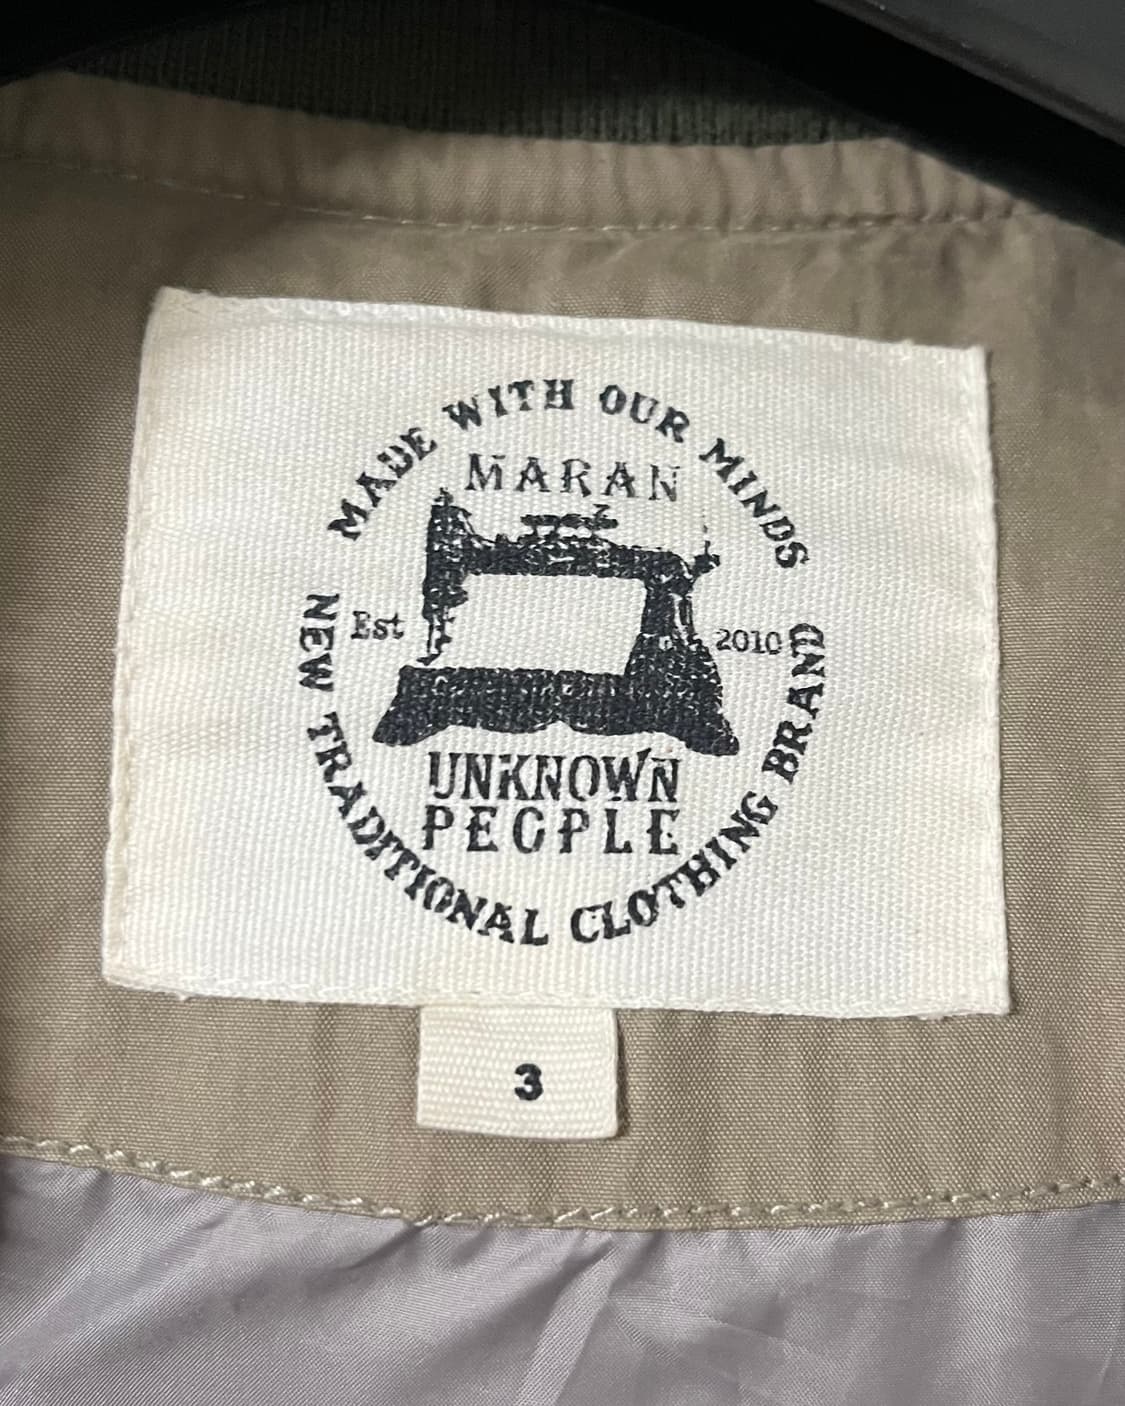 MADE WITH OUR MINDS
MARAN
Est 2010
UNKNOWN
PEOPLE
NEW TRADITIONAL CLOTHING BRAND
3